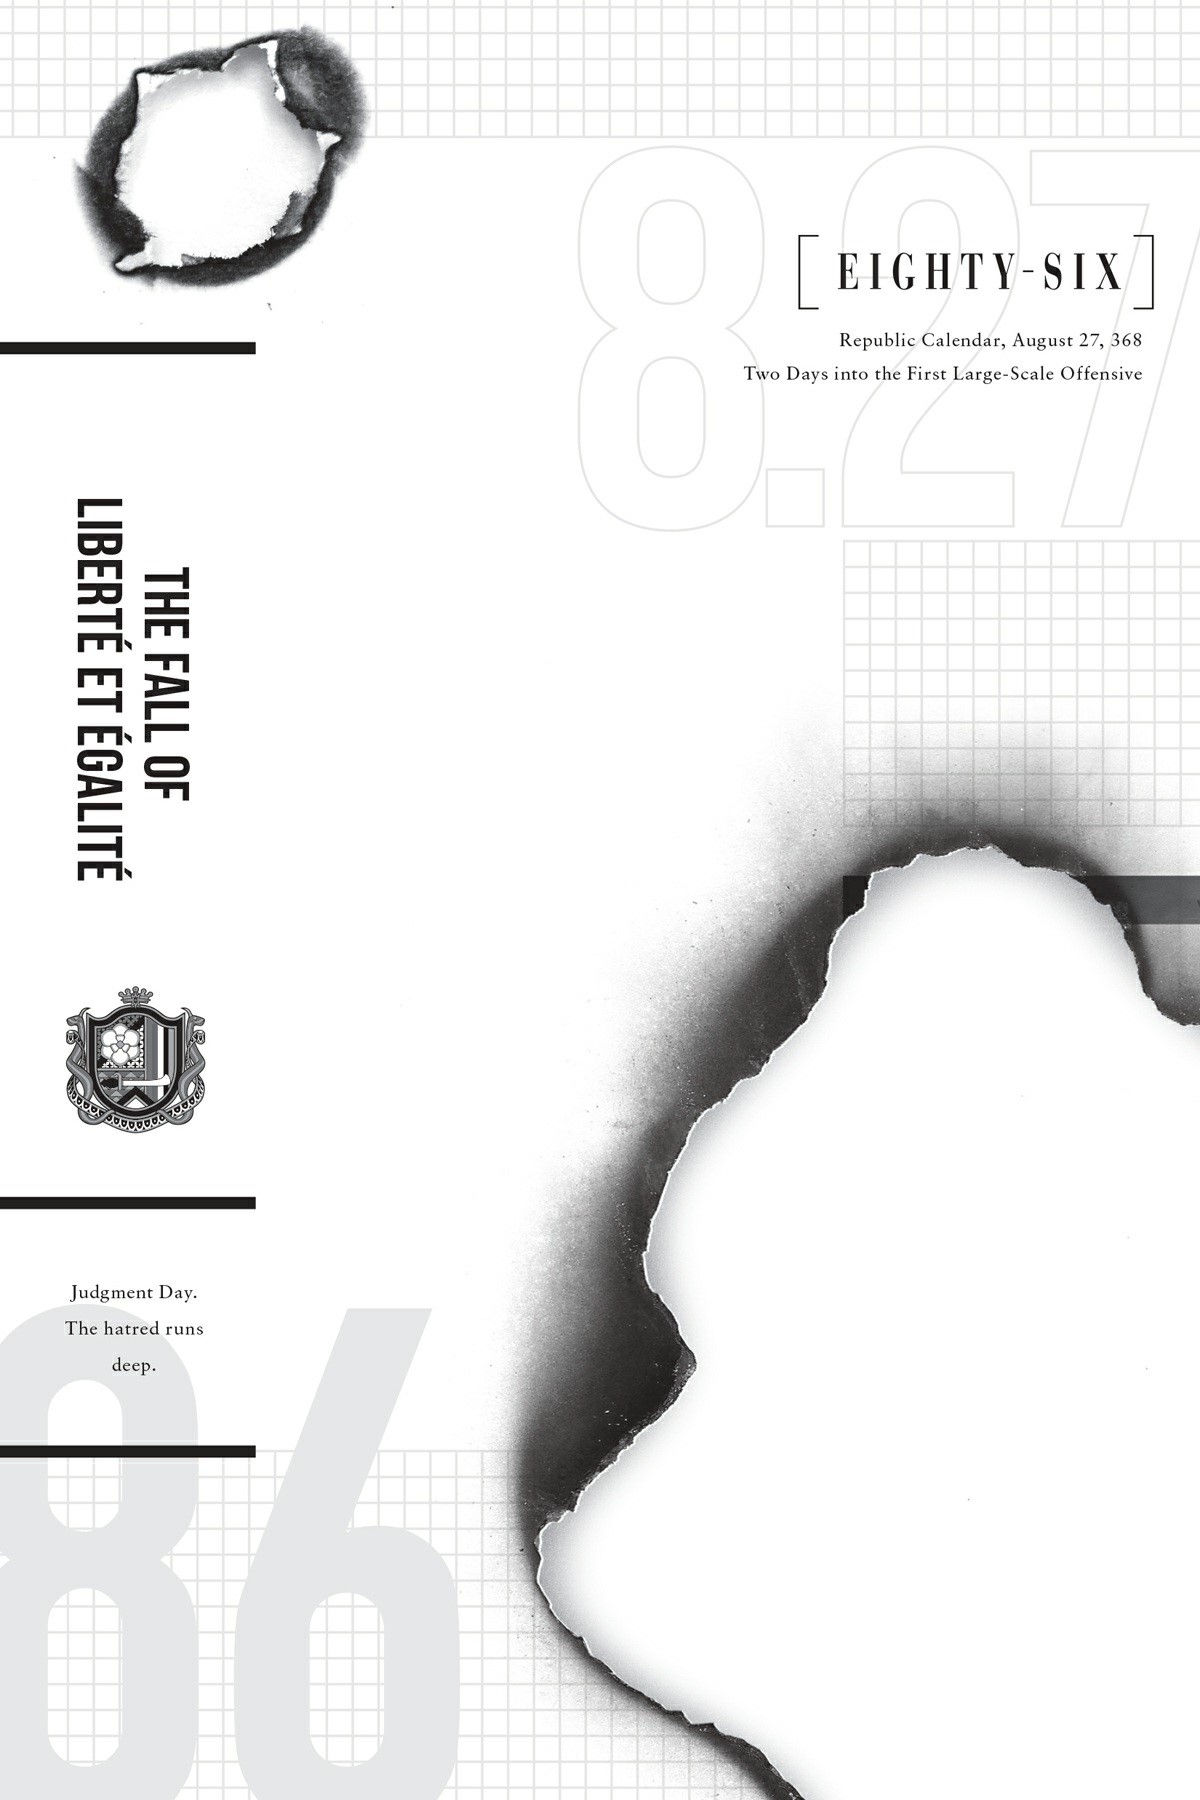 8.27
[EIGHTY-SIX]
Republic Calendar, August 27, 368
Two Days into the First Large-Scale Offensive
THE FALL OF
LIBERTÉ ET ÉGALITÉ
Judgment Day.
The hatred runs
deep.
86